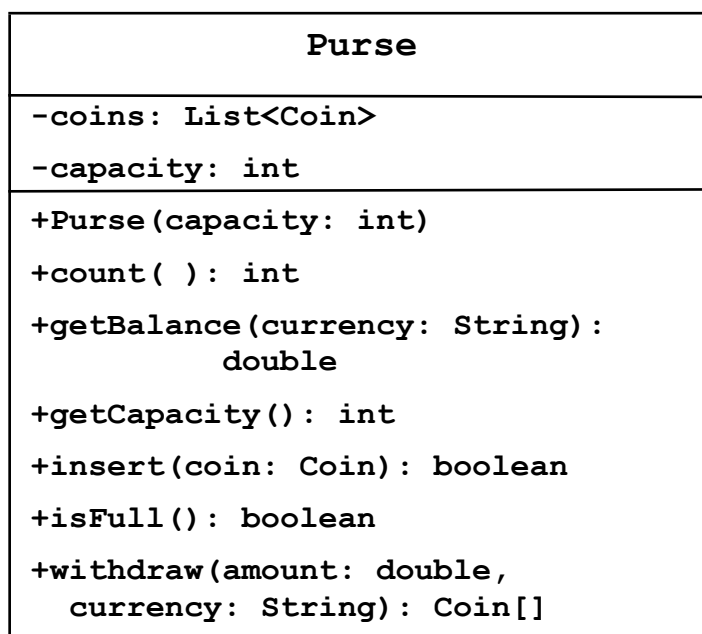 Purse
-coins: List<Coin>
-capacity: int
+Purse(capacity: int)
+count( ): int
+getBalance(currency: String):
double
+getCapacity(): int
+insert(coin: Coin): boolean
+isFull(): boolean
+withdraw(amount: double,
currency: String): Coin[]